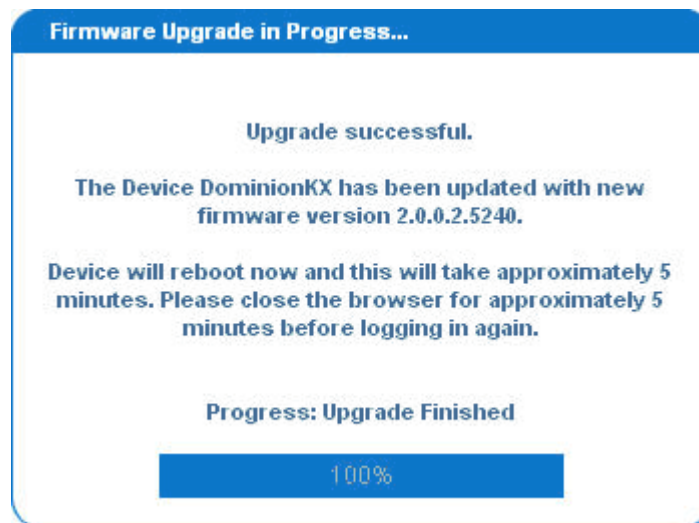 Firmware Upgrade in Progress...
Upgrade successful.
The Device DominionKX has been updated with new
firmware version 2.0.0.2.5240.
Device will reboot now and this will take approximately 5
minutes. Please close the browser for approximately 5
minutes before logging in again.
Progress: Upgrade Finished
100%